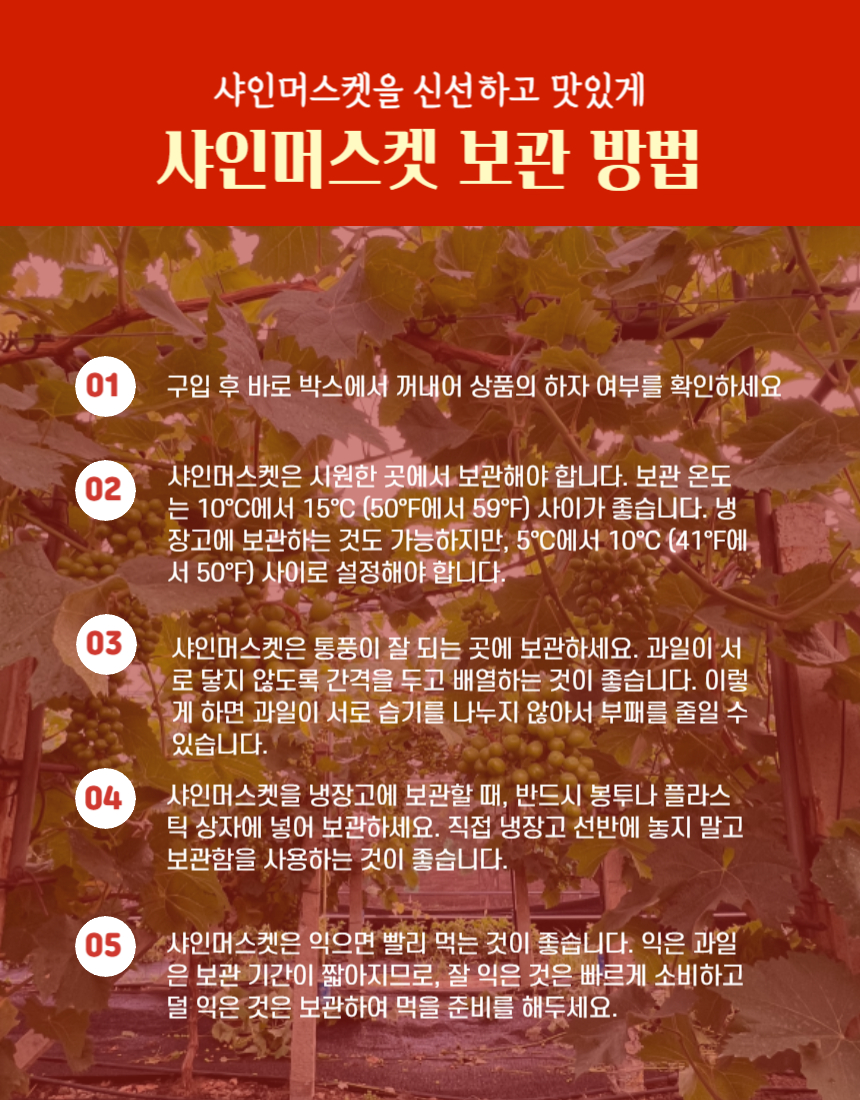 샤인머스켓을 신선하고 맛있게
샤인머스켓 보관 방법
01
구입 후 바로 박스에서 꺼내어 상품의 하자 여부를 확인하세요
02
샤인머스켓은 시원한 곳에서 보관해야 합니다. 보관 온도
는 10°C에서 15°C (50°F에서 59°F) 사이가 좋습니다. 냉
장고에 보관하는 것도 가능하지만, 5°C에서 10°C (41°F에
서 50°F) 사이로 설정해야 합니다.
03
샤인머스켓은 통풍이 잘 되는 곳에 보관하세요. 과일이 서
로 닿지 않도록 간격을 두고 배열하는 것이 좋습니다. 이렇
게 하면 과일이 서로 습기를 나누지 않아서 부패를 줄일 수
있습니다.
04
샤인머스켓을 냉장고에 보관할 때, 반드시 봉투나 플라스
틱 상자에 넣어 보관하세요. 직접 냉장고 선반에 놓지 말고
보관함을 사용하는 것이 좋습니다.
05
샤인머스켓은 익으면 빨리 먹는 것이 좋습니다. 익은 과일
은 보관 기간이 짧아지므로, 잘 익은 것은 빠르게 소비하고
덜 익은 것은 보관하여 먹을 준비를 해두세요.